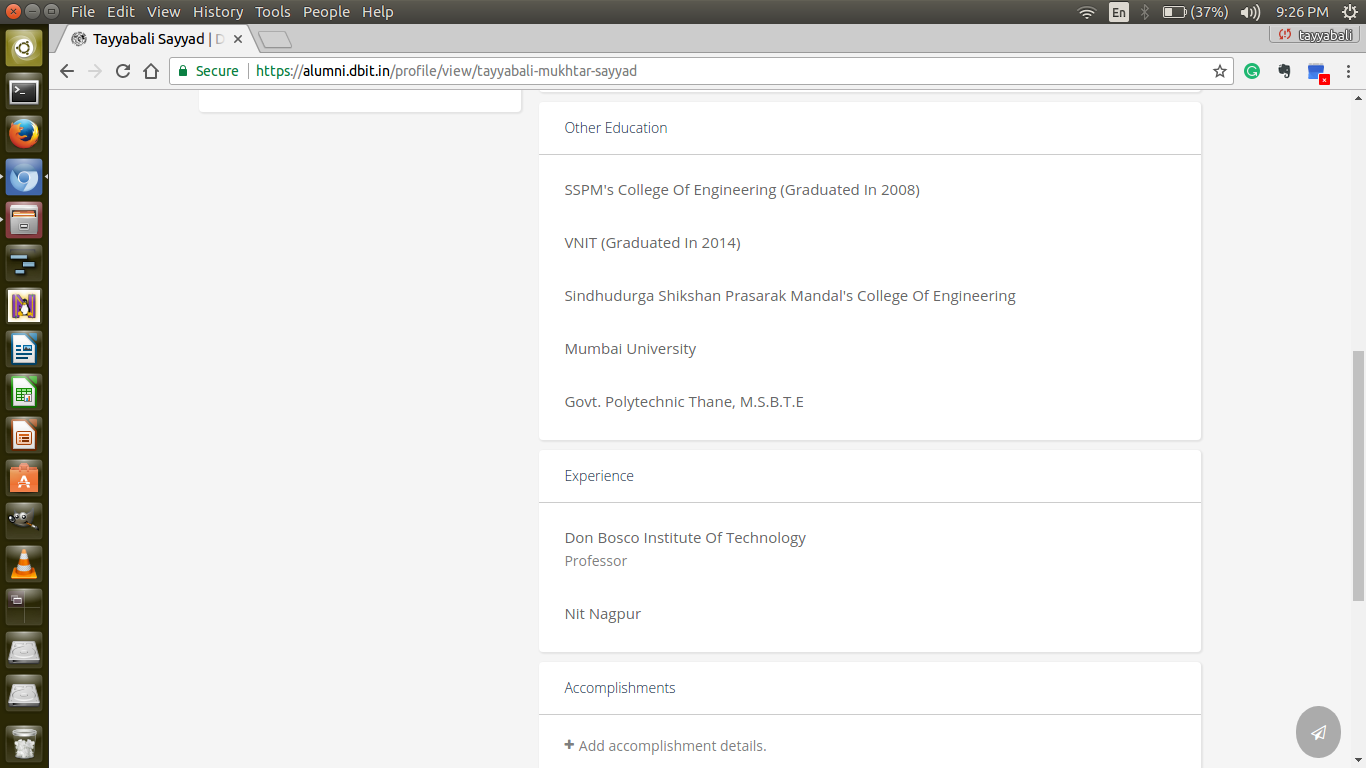 File Edit View History Tools People Help
En
(37%)
9:26 PM
Tayyabali Sayyad | D
tayyabali
Secure
https://alumni.dbit.in/profile/view/tayyabali-mukhtar-sayyad
Other Education
SSPM's College Of Engineering (Graduated In 2008)
VNIT (Graduated In 2014)
Sindhudurga Shikshan Prasarak Mandal's College Of Engineering
Mumbai University
Govt. Polytechnic Thane, M.S.B.T.E
Experience
Don Bosco Institute Of Technology
Professor
Nit Nagpur
Accomplishments
+ Add accomplishment details.